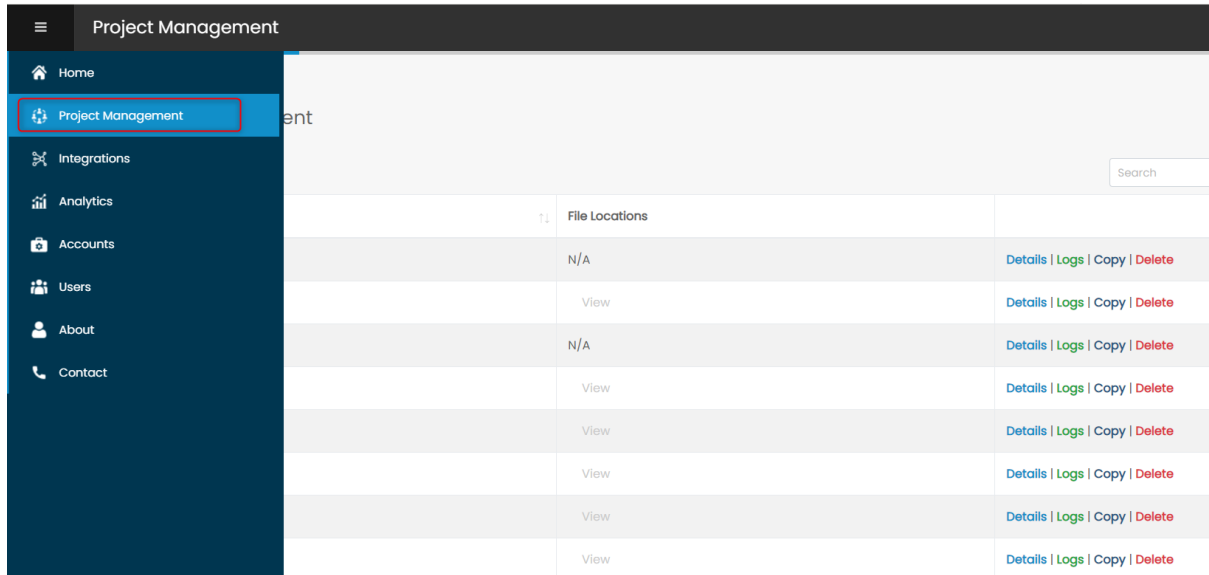 Project Management
Home
Project Management
ent
Integrations
Search
Analytics
File Locations
Accounts
N/A
Details | Logs | Copy | Delete
Users
View
Details | Logs | Copy | Delete
About
N/A
Details | Logs | Copy | Delete
Contact
View
Details | Logs | Copy | Delete
View
Details | Logs | Copy | Delete
View
Details | Logs | Copy | Delete
View
Details | Logs | Copy | Delete
View
Details | Logs | Copy | Delete